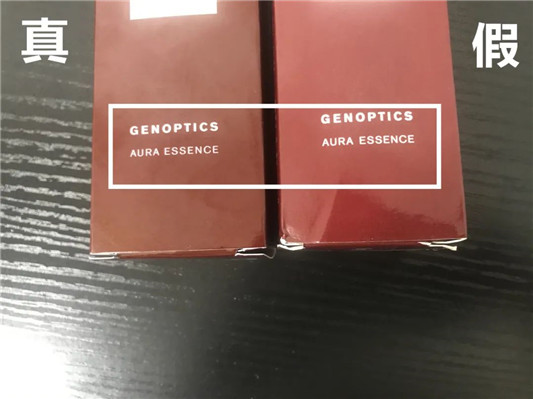 真
假
GENOPTICS
AURA ESSENCE
GENOPTICS
AURA ESSENCE